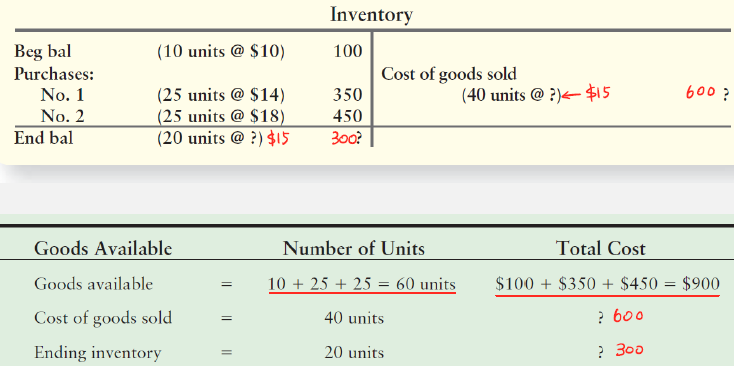 Inventory
Beg bal (10 units @ $10) 100
Purchases: Cost of goods sold
No. 1 (25 units @ $14) 350 (40 units @ ?)← $15 600 ?
No. 2 (25 units @ $18) 450
End bal (20 units @ ?) $15 300?
Goods Available Number of Units Total Cost
Goods available = 10 + 25 + 25 = 60 units $100 + $350 + $450 = $900
Cost of goods sold = 40 units ? 600
Ending inventory = 20 units ? 300